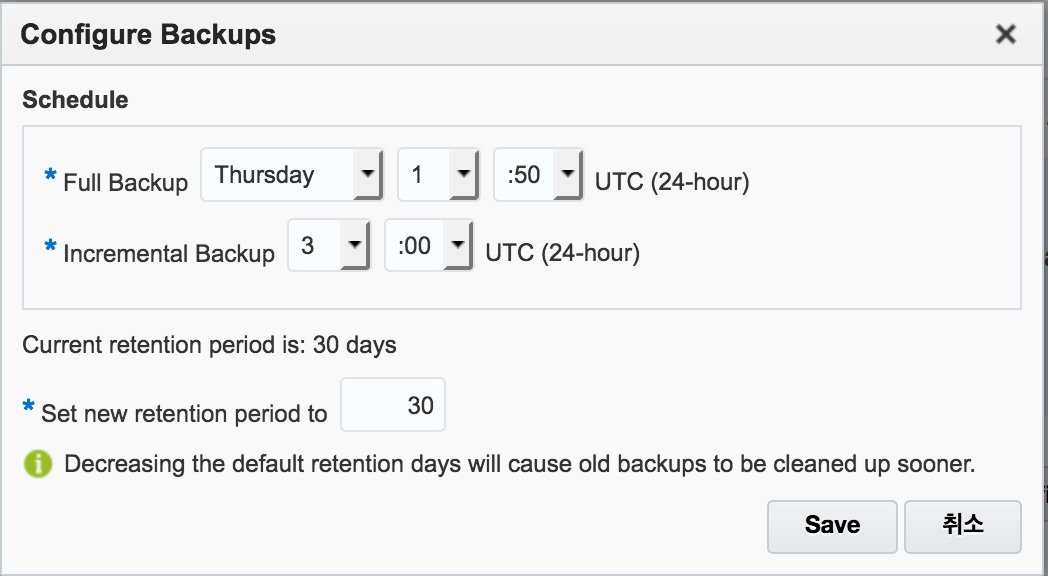 Configure Backups
Schedule
* Full Backup Thursday 1 :50 UTC (24-hour)
* Incremental Backup 3 :00 UTC (24-hour)
Current retention period is: 30 days
* Set new retention period to 30
Decreasing the default retention days will cause old backups to be cleaned up sooner.
Save 취소